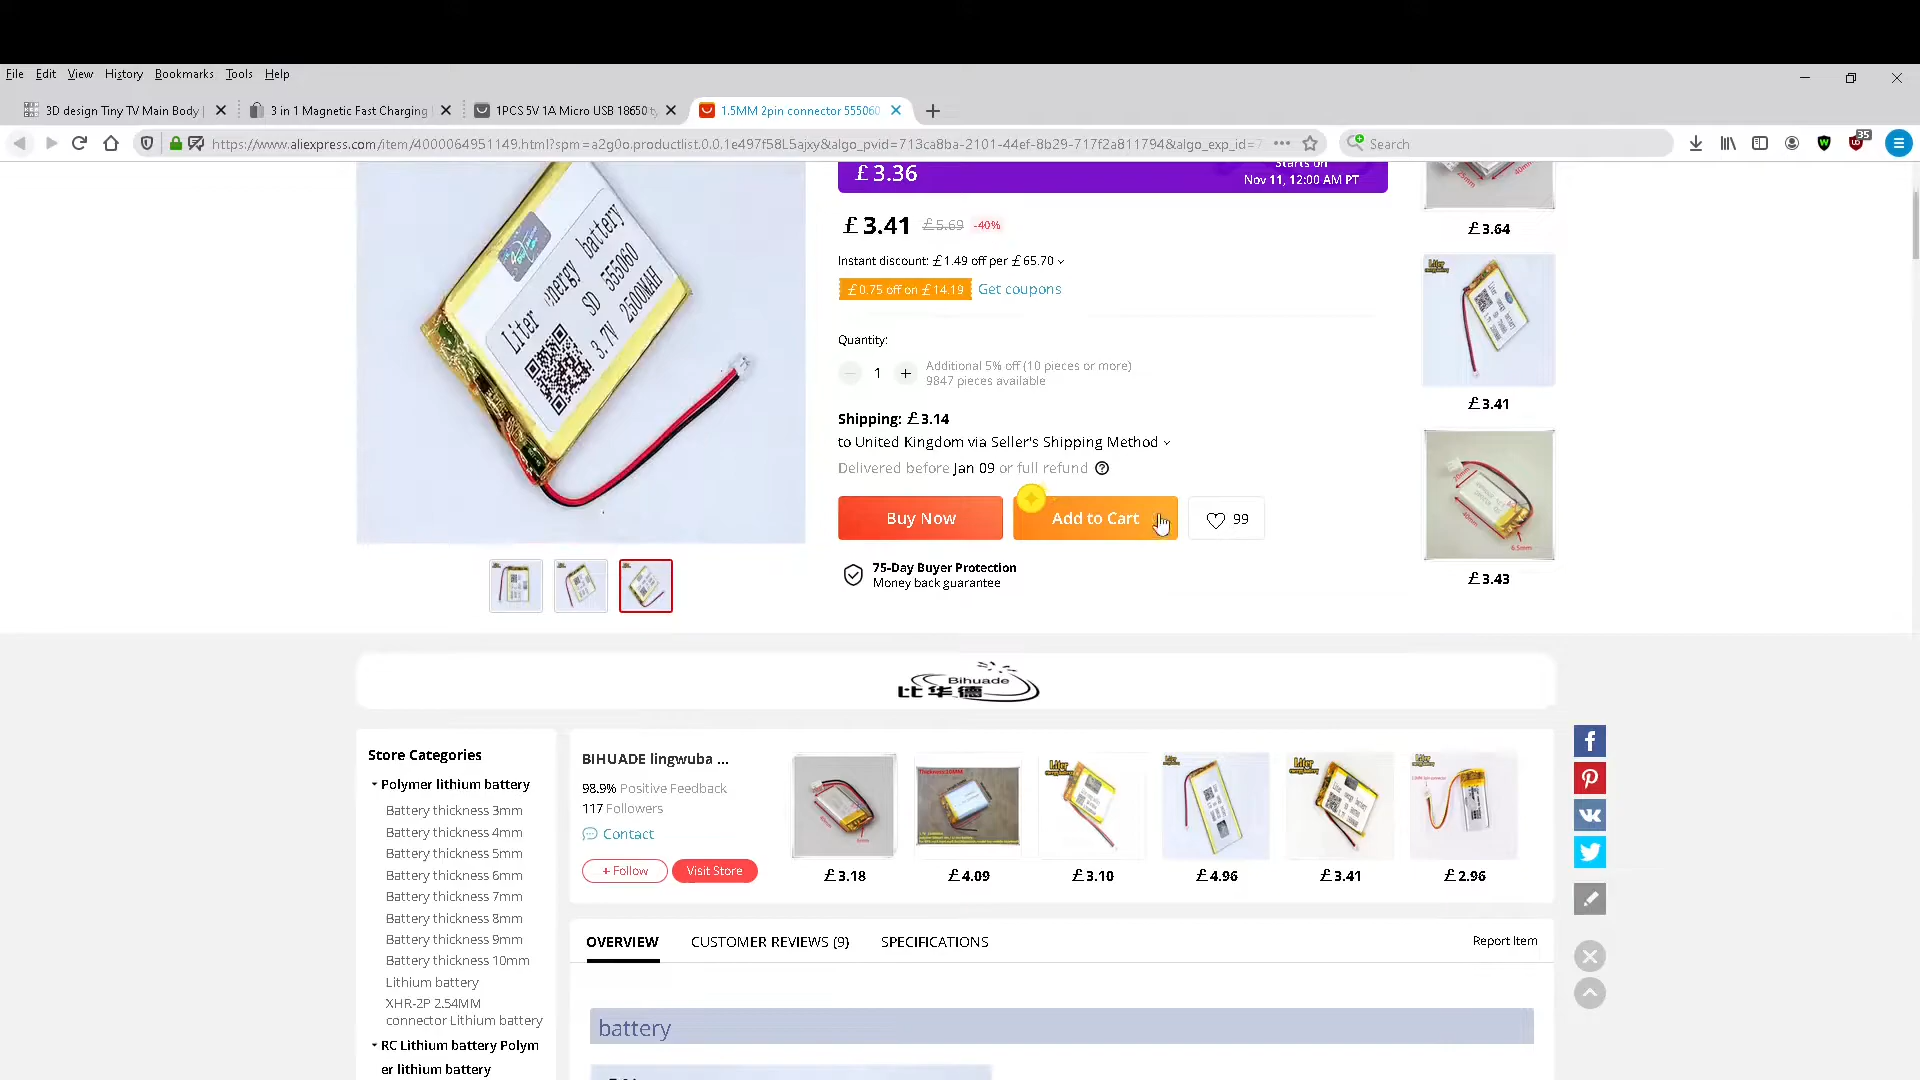 File Edit View History Bookmarks Tools Help
3D design Tiny TV Main Body |
3 in 1 Magnetic Fast Charging
1PCS 5V 1A Micro USB 18650 ty
1.5MM 2pin connector 555060
https://www.aliexpress.com/item/4000064951149.html?spm=a2g0o.productlist.0.0.1e497f58L5ajxy&algo_pvid=713ca8ba-2101-44ef-8b29-717f2a811794&algo_exp_id=7
Search
35
£3.36
Starts on
Nov 11, 12:00 AM PT
£3.41 £5.69 -40%
Instant discount: £1.49 off per £65.70
£0.75 off on £14.19 Get coupons
Quantity:
1
Additional 5% off (10 pieces or more)
9847 pieces available
Shipping: £3.14
to United Kingdom via Seller's Shipping Method
Delivered before Jan 09 or full refund
Buy Now
Add to Cart
99
75-Day Buyer Protection
Money back guarantee
Liter energy battery
SD 555060
3.7V 2500MAH
£3.64
Liter
£3.41
£3.43
Bihuade
比华德
Store Categories
Polymer lithium battery
Battery thickness 3mm
Battery thickness 4mm
Battery thickness 5mm
Battery thickness 6mm
Battery thickness 7mm
Battery thickness 8mm
Battery thickness 9mm
Battery thickness 10mm
Lithium battery
XHR-2P 2.54MM
connector Lithium battery
RC Lithium battery Polym
er lithium battery
BIHUADE lingwuba ...
98.9% Positive Feedback
117 Followers
Contact
+ Follow
Visit Store
£3.18
£4.09
£3.10
£4.96
£3.41
£2.96
OVERVIEW
CUSTOMER REVIEWS (9)
SPECIFICATIONS
Report Item
battery